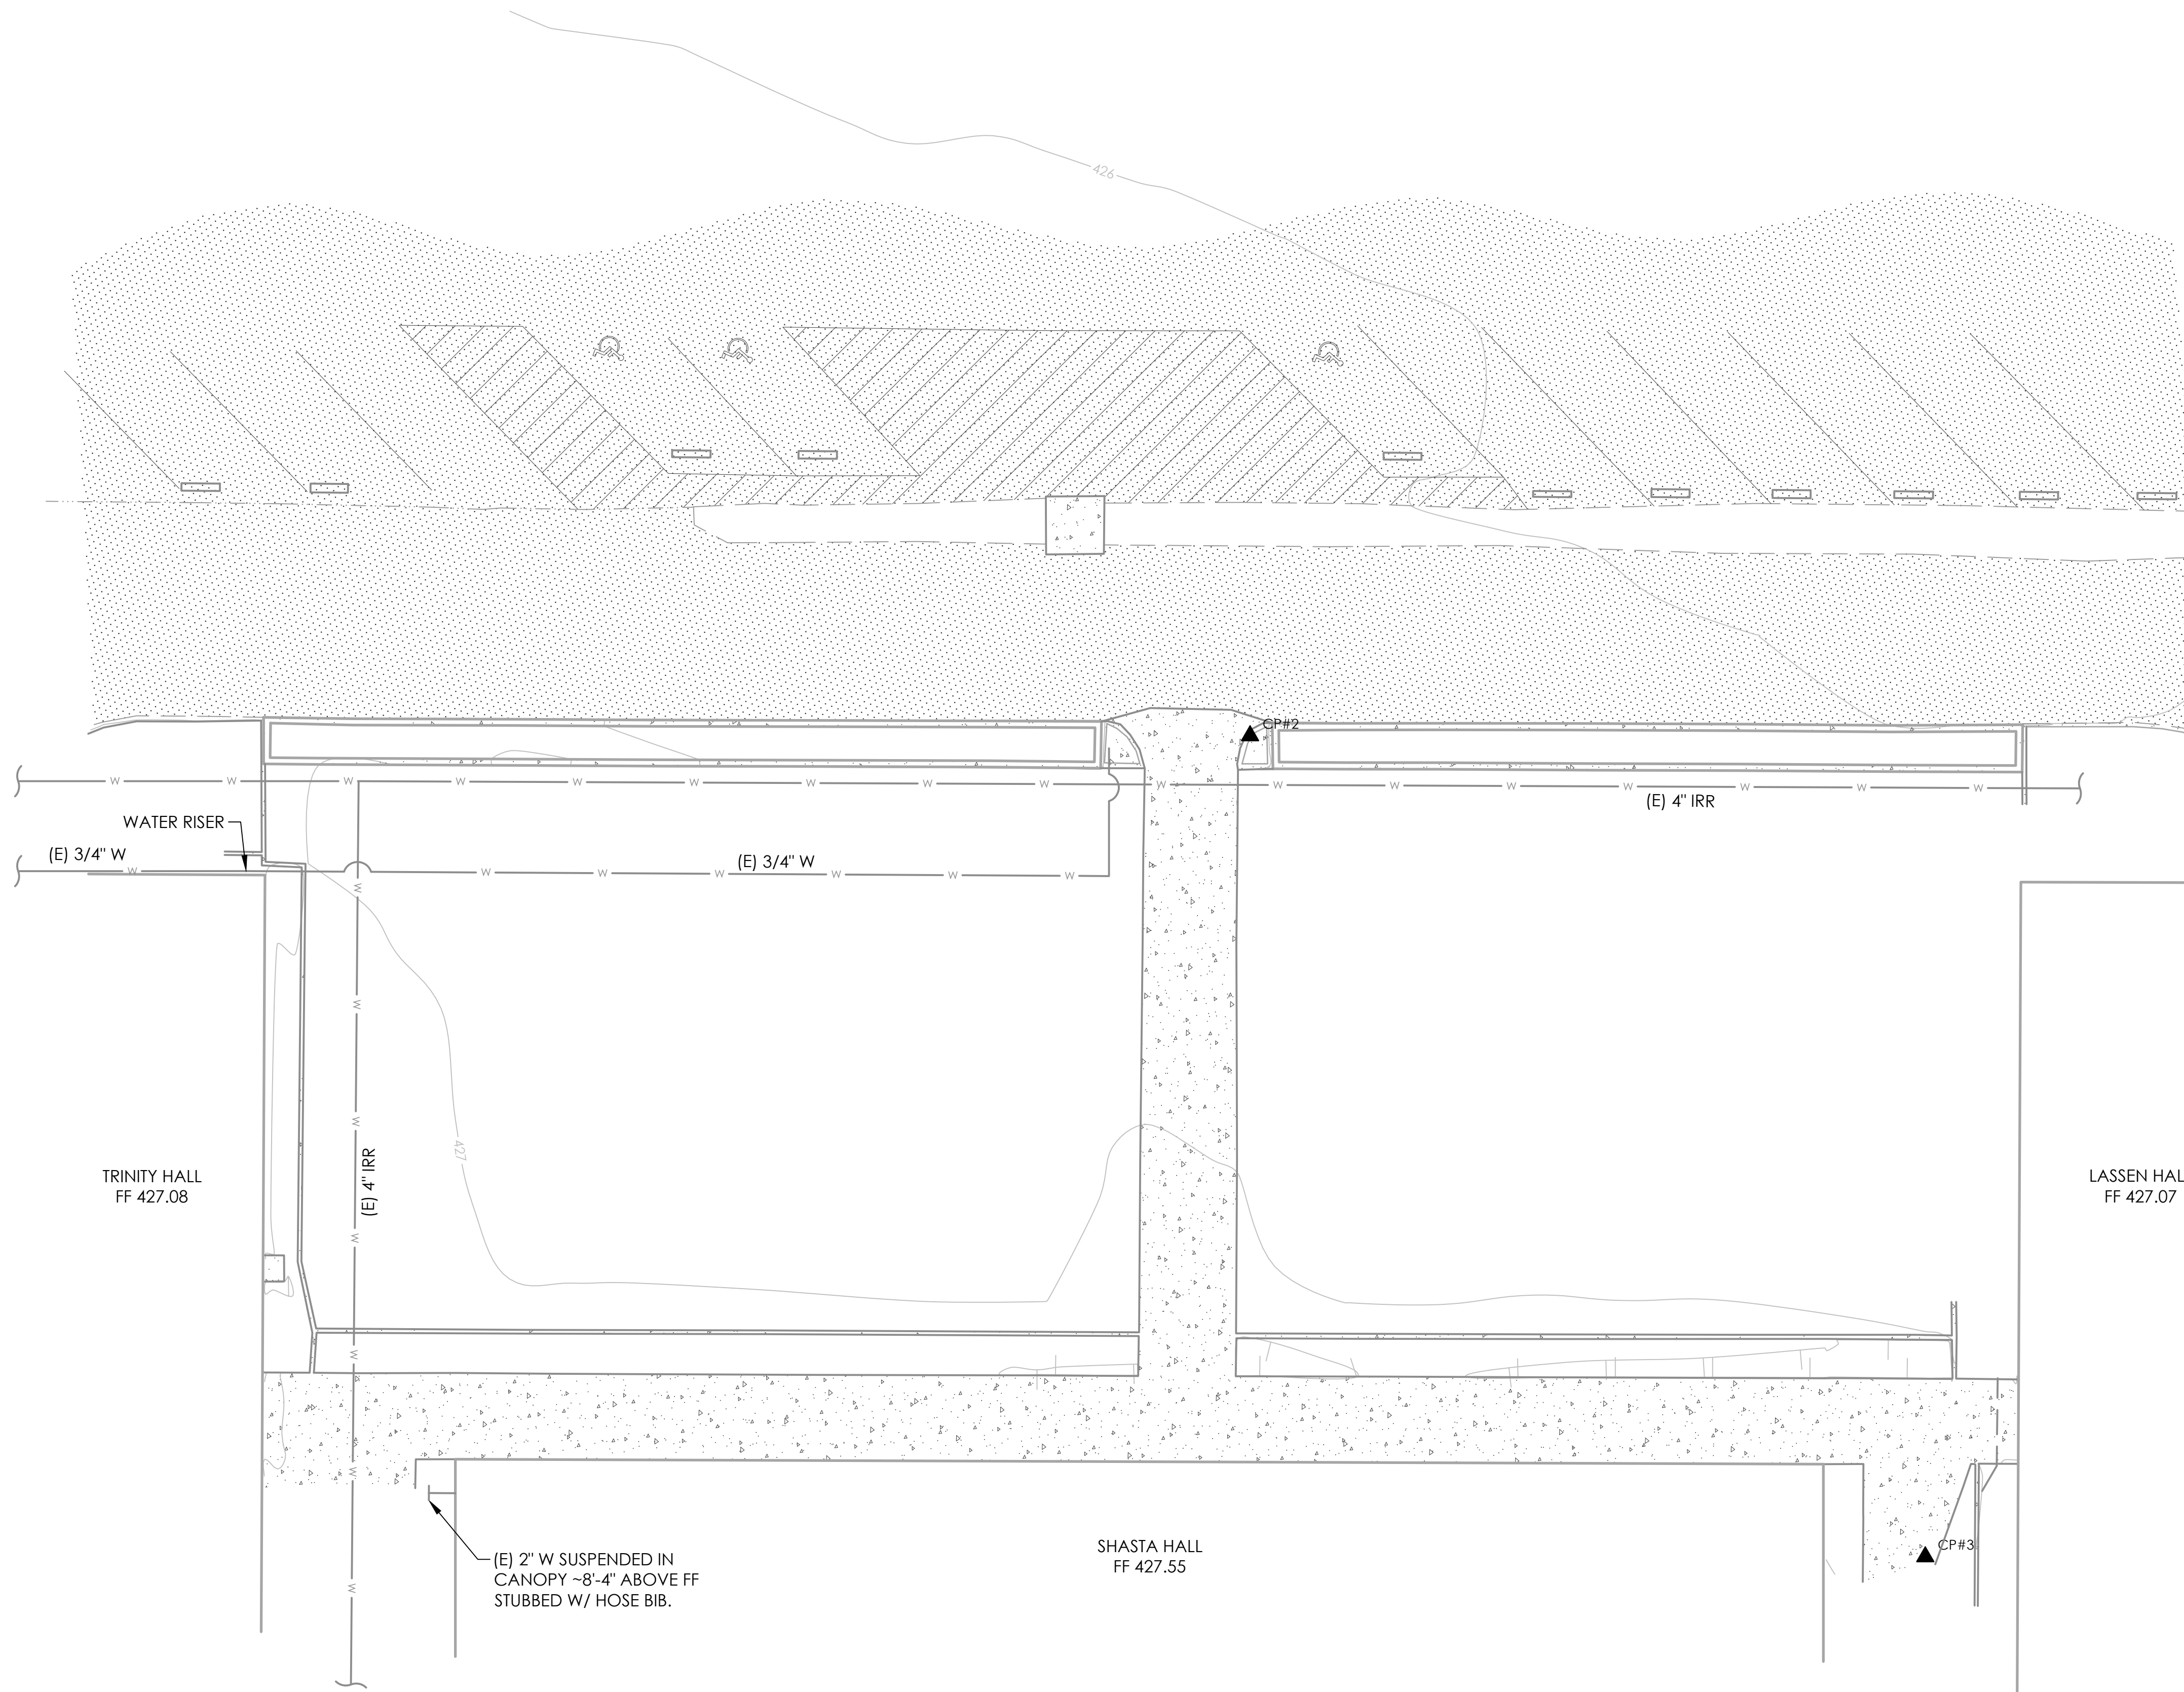 426
CP#2
(E) 4" IRR
WATER RISER
(E) 3/4" W
(E) 3/4" W
427
(E) 4" IRR
TRINITY HALL
FF 427.08
LASSEN HAL
FF 427.07
SHASTA HALL
FF 427.55
CP#3
(E) 2" W SUSPENDED IN
CANOPY ~8'-4" ABOVE FF
STUBBED W/ HOSE BIB.